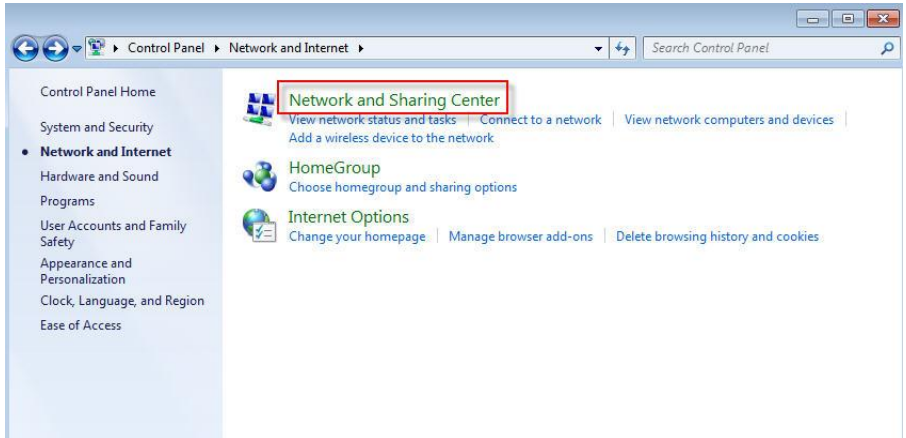 Control Panel Network and Internet Search Control Panel
Control Panel Home
System and Security
Network and Internet
Hardware and Sound
Programs
User Accounts and Family
Safety
Appearance and
Personalization
Clock, Language, and Region
Ease of Access
Network and Sharing Center
View network status and tasks Connect to a network View network computers and devices
Add a wireless device to the network
HomeGroup
Choose homegroup and sharing options
Internet Options
Change your homepage Manage browser add-ons Delete browsing history and cookies